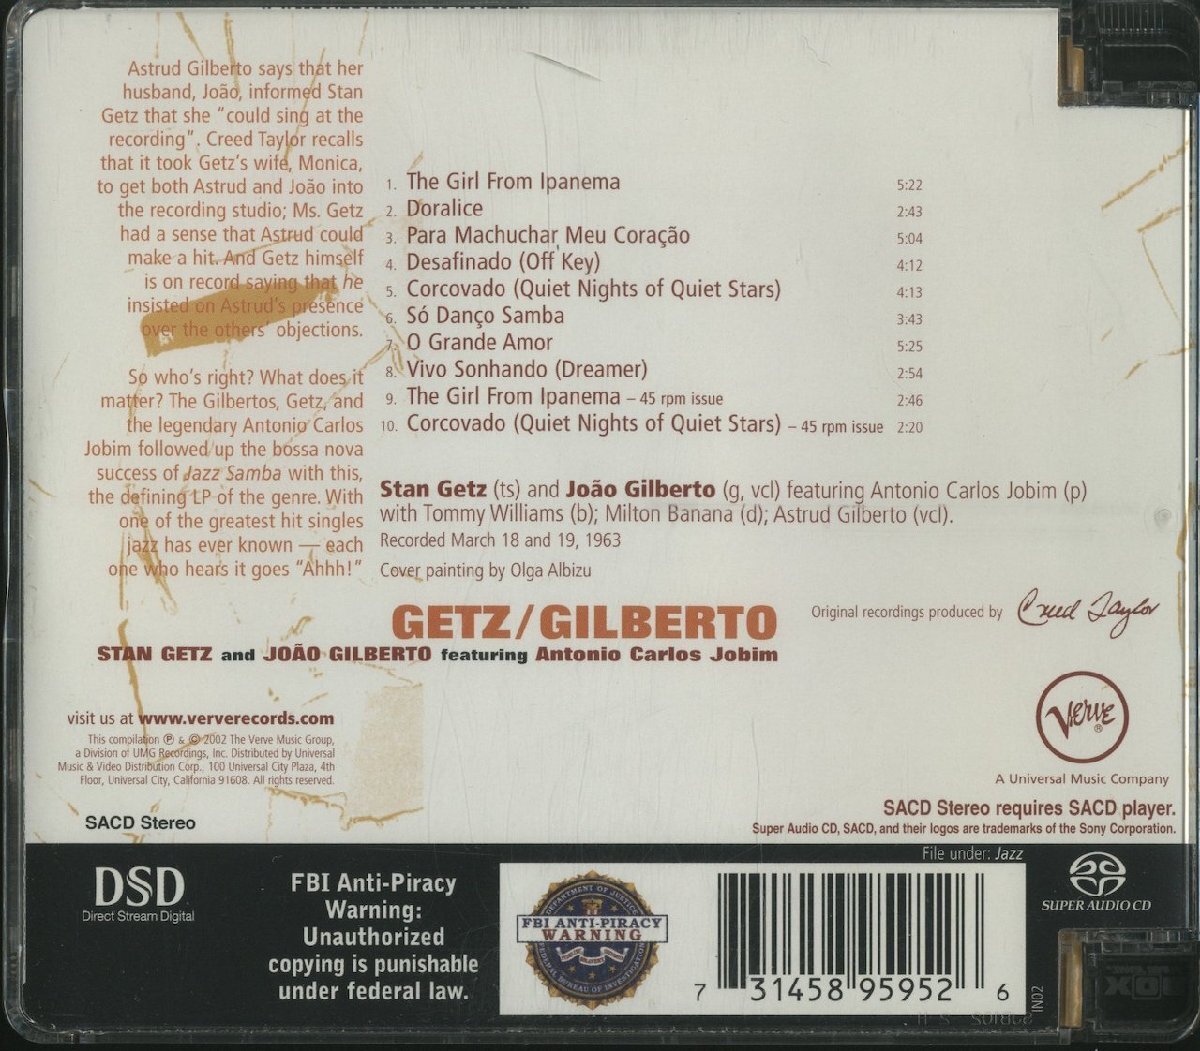 Astrud Gilberto says that her
husband, João, informed Stan
Getz that she “could sing at the
recording”. Creed Taylor recalls
that it took Getz’s wife, Monica,
to get both Astrud and João into
the recording studio; Ms. Getz
had a sense that Astrud could
make a hit. And Getz himself
is on record saying that he
insisted on Astrud’s presence
over the others’ objections.
So who’s right? What does it
matter? The Gilbertos, Getz, and
the legendary Antonio Carlos
Jobim followed up the bossa nova
success of Jazz Samba with this,
the defining LP of the genre. With
one of the greatest hit singles
jazz has ever known — each
one who hears it goes “Ahhh!”
1. The Girl From Ipanema 5:22
2. Doralice 2:43
3. Para Machuchar Meu Coração 5:04
4. Desafinado (Off Key) 4:12
5. Corcovado (Quiet Nights of Quiet Stars) 4:13
6. Só Danço Samba 3:43
7. O Grande Amor 5:25
8. Vivo Sonhando (Dreamer) 2:54
9. The Girl From Ipanema – 45 rpm issue 2:46
10. Corcovado (Quiet Nights of Quiet Stars) – 45 rpm issue 2:20
Stan Getz (ts) and João Gilberto (g, vcl) featuring Antonio Carlos Jobim (p)
with Tommy Williams (b); Milton Banana (d); Astrud Gilberto (vcl).
Recorded March 18 and 19, 1963
Cover painting by Olga Albizu
GETZ/GILBERTO
STAN GETZ and JOÃO GILBERTO featuring Antonio Carlos Jobim
Original recordings produced by Creed Taylor
visit us at www.ververecords.com
This compilation ℗ & © 2002 The Verve Music Group,
a Division of UMG Recordings, Inc. Distributed by Universal
Music & Video Distribution Corp., 100 Universal City Plaza, 4th
Floor, Universal City, California 91608. All rights reserved.
Verve®
A Universal Music Company
SACD Stereo
SACD Stereo requires SACD player.
Super Audio CD, SACD, and their logos are trademarks of the Sony Corporation.
File under: Jazz
DSD
Direct Stream Digital
FBI Anti-Piracy
Warning:
Unauthorized
copying is punishable
under federal law.
DEPARTMENT OF JUSTICE
FBI ANTI-PIRACY
WARNING
FEDERAL BUREAU OF INVESTIGATION
7 31458 95952 6
IN02
SUPER AUDIO CD